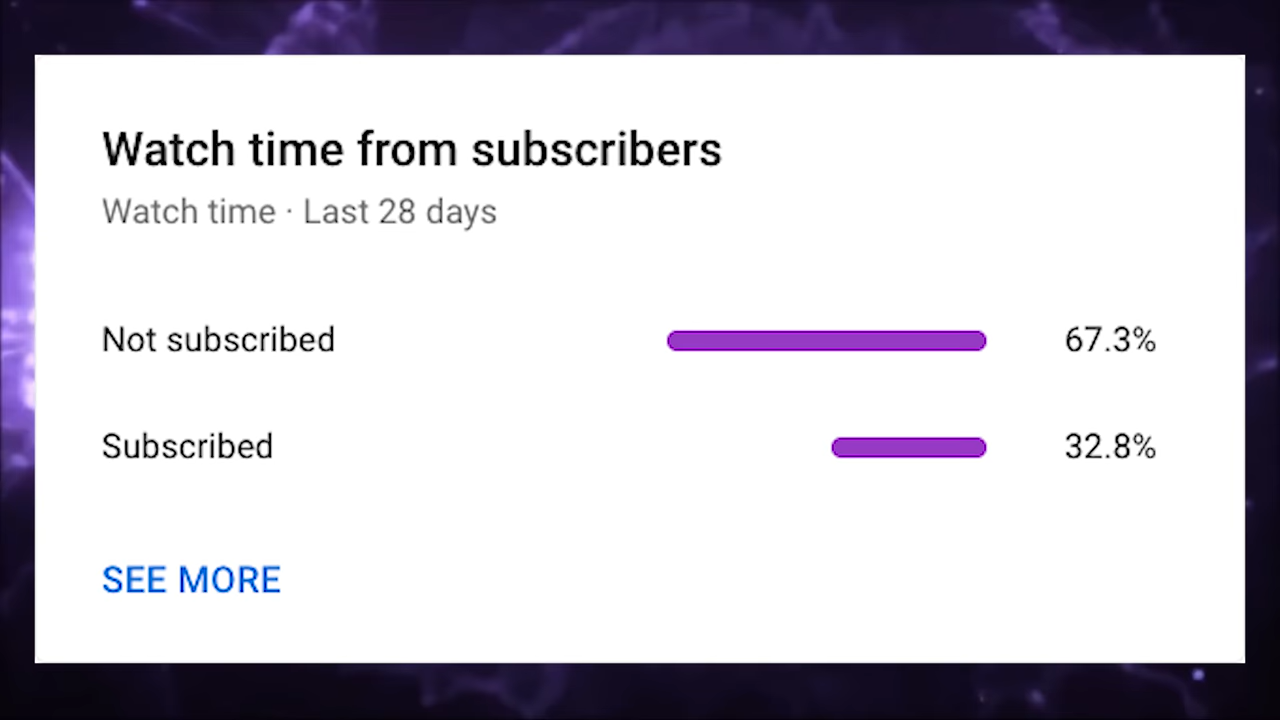 Watch time from subscribers
Watch time · Last 28 days
Not subscribed 67.3%
Subscribed 32.8%
SEE MORE